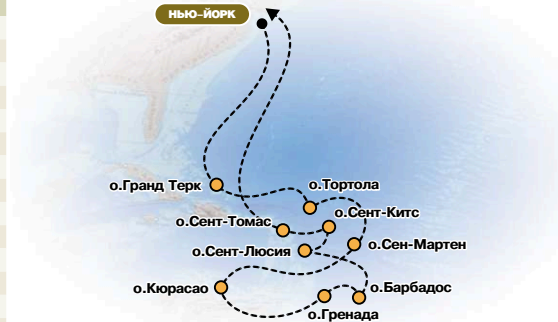 НЬЮ-ЙОРК
о.Гранд Терк
о.Тортола
о.Сент-Китс
о.Сент-Томас
о.Сен-Мартен
о.Сент-Люсия
о.Кюрасао
о.Барбадос
о.Гренада